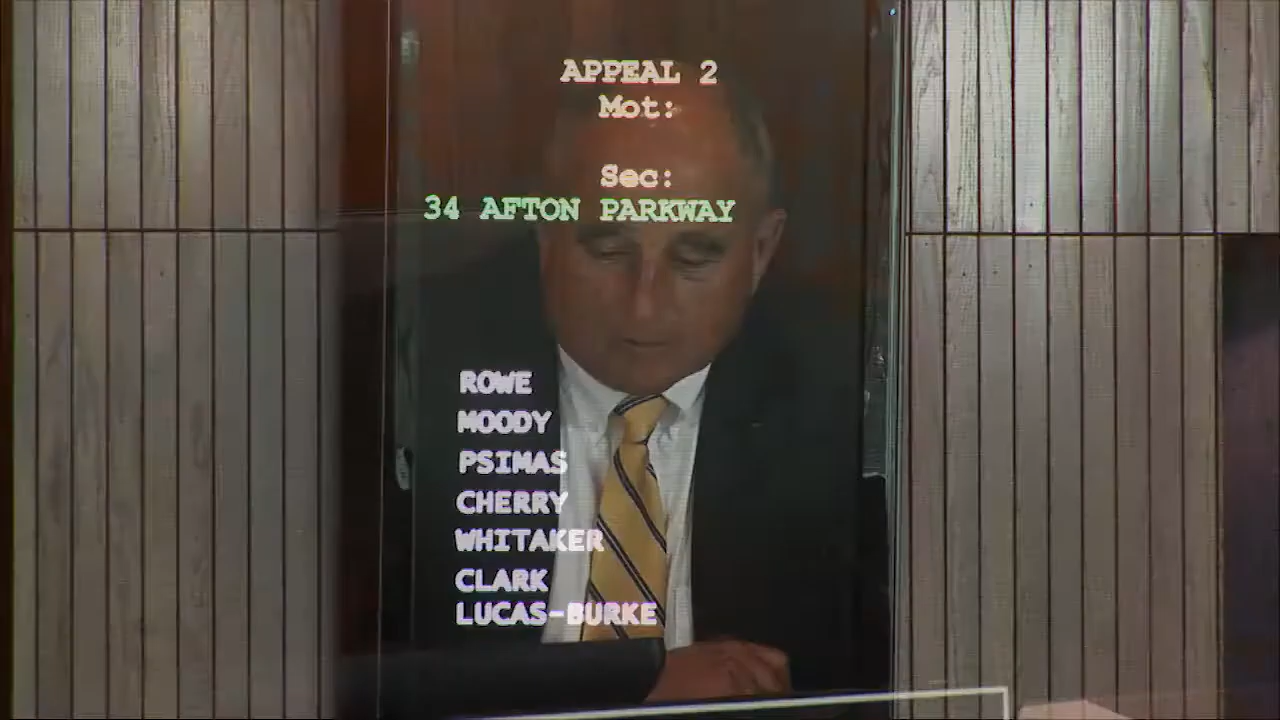 APPEAL 2
Mot:
Sec:
34 AFTON PARKWAY
ROWE
MOODY
PSIMAS
CHERRY
WHITAKER
CLARK
LUCAS-BURKE